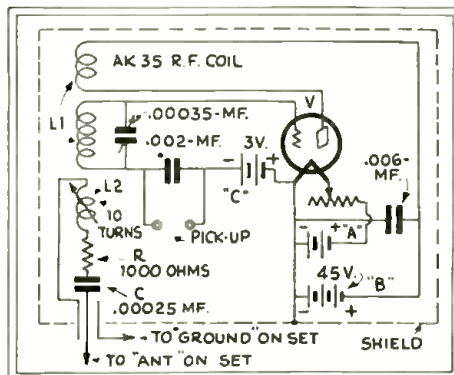 AK 35 R.F. COIL
V
.00035-MF.
L1
.002-MF.
3V.
.006-
MF.
- +
"C"
L2
10
TURNS
PICK-UP
- + "A"
R
1000 OHMS
45V. "B"
C
.00025 MF.
- +
TO "GROUND" ON SET
SHIELD
TO "ANT" ON SET